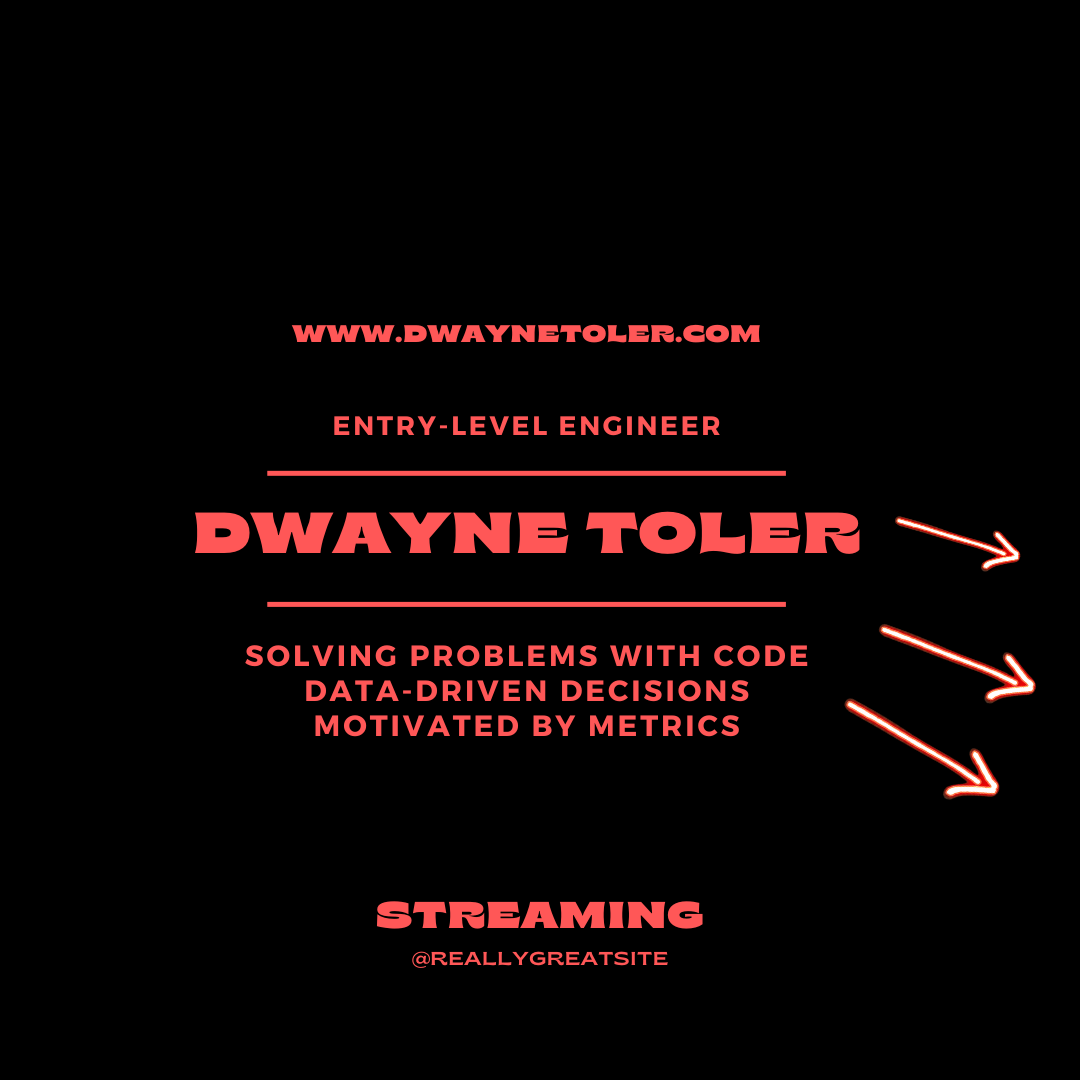 WWW.DWAYNETOLER.COM
ENTRY-LEVEL ENGINEER
DWAYNE TOLER
SOLVING PROBLEMS WITH CODE
DATA-DRIVEN DECISIONS
MOTIVATED BY METRICS
STREAMING
@REALLYGREATSITE